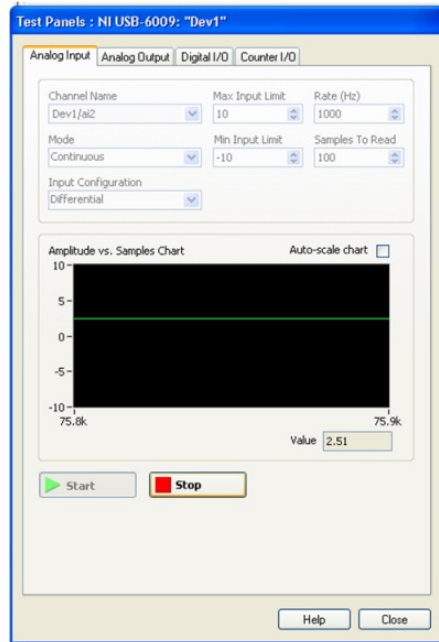 Test Panels : NI USB-6009: "Dev1"
Analog Input Analog Output Digital I/O Counter I/O
Channel Name Max Input Limit Rate (Hz)
Dev1/ai2 10 1000
Mode Min Input Limit Samples To Read
Continuous -10 100
Input Configuration
Differential
Amplitude vs. Samples Chart Auto-scale chart
10
5
0
-5
-10
75.8k 75.9k
Value 2.51
Start Stop
Help Close